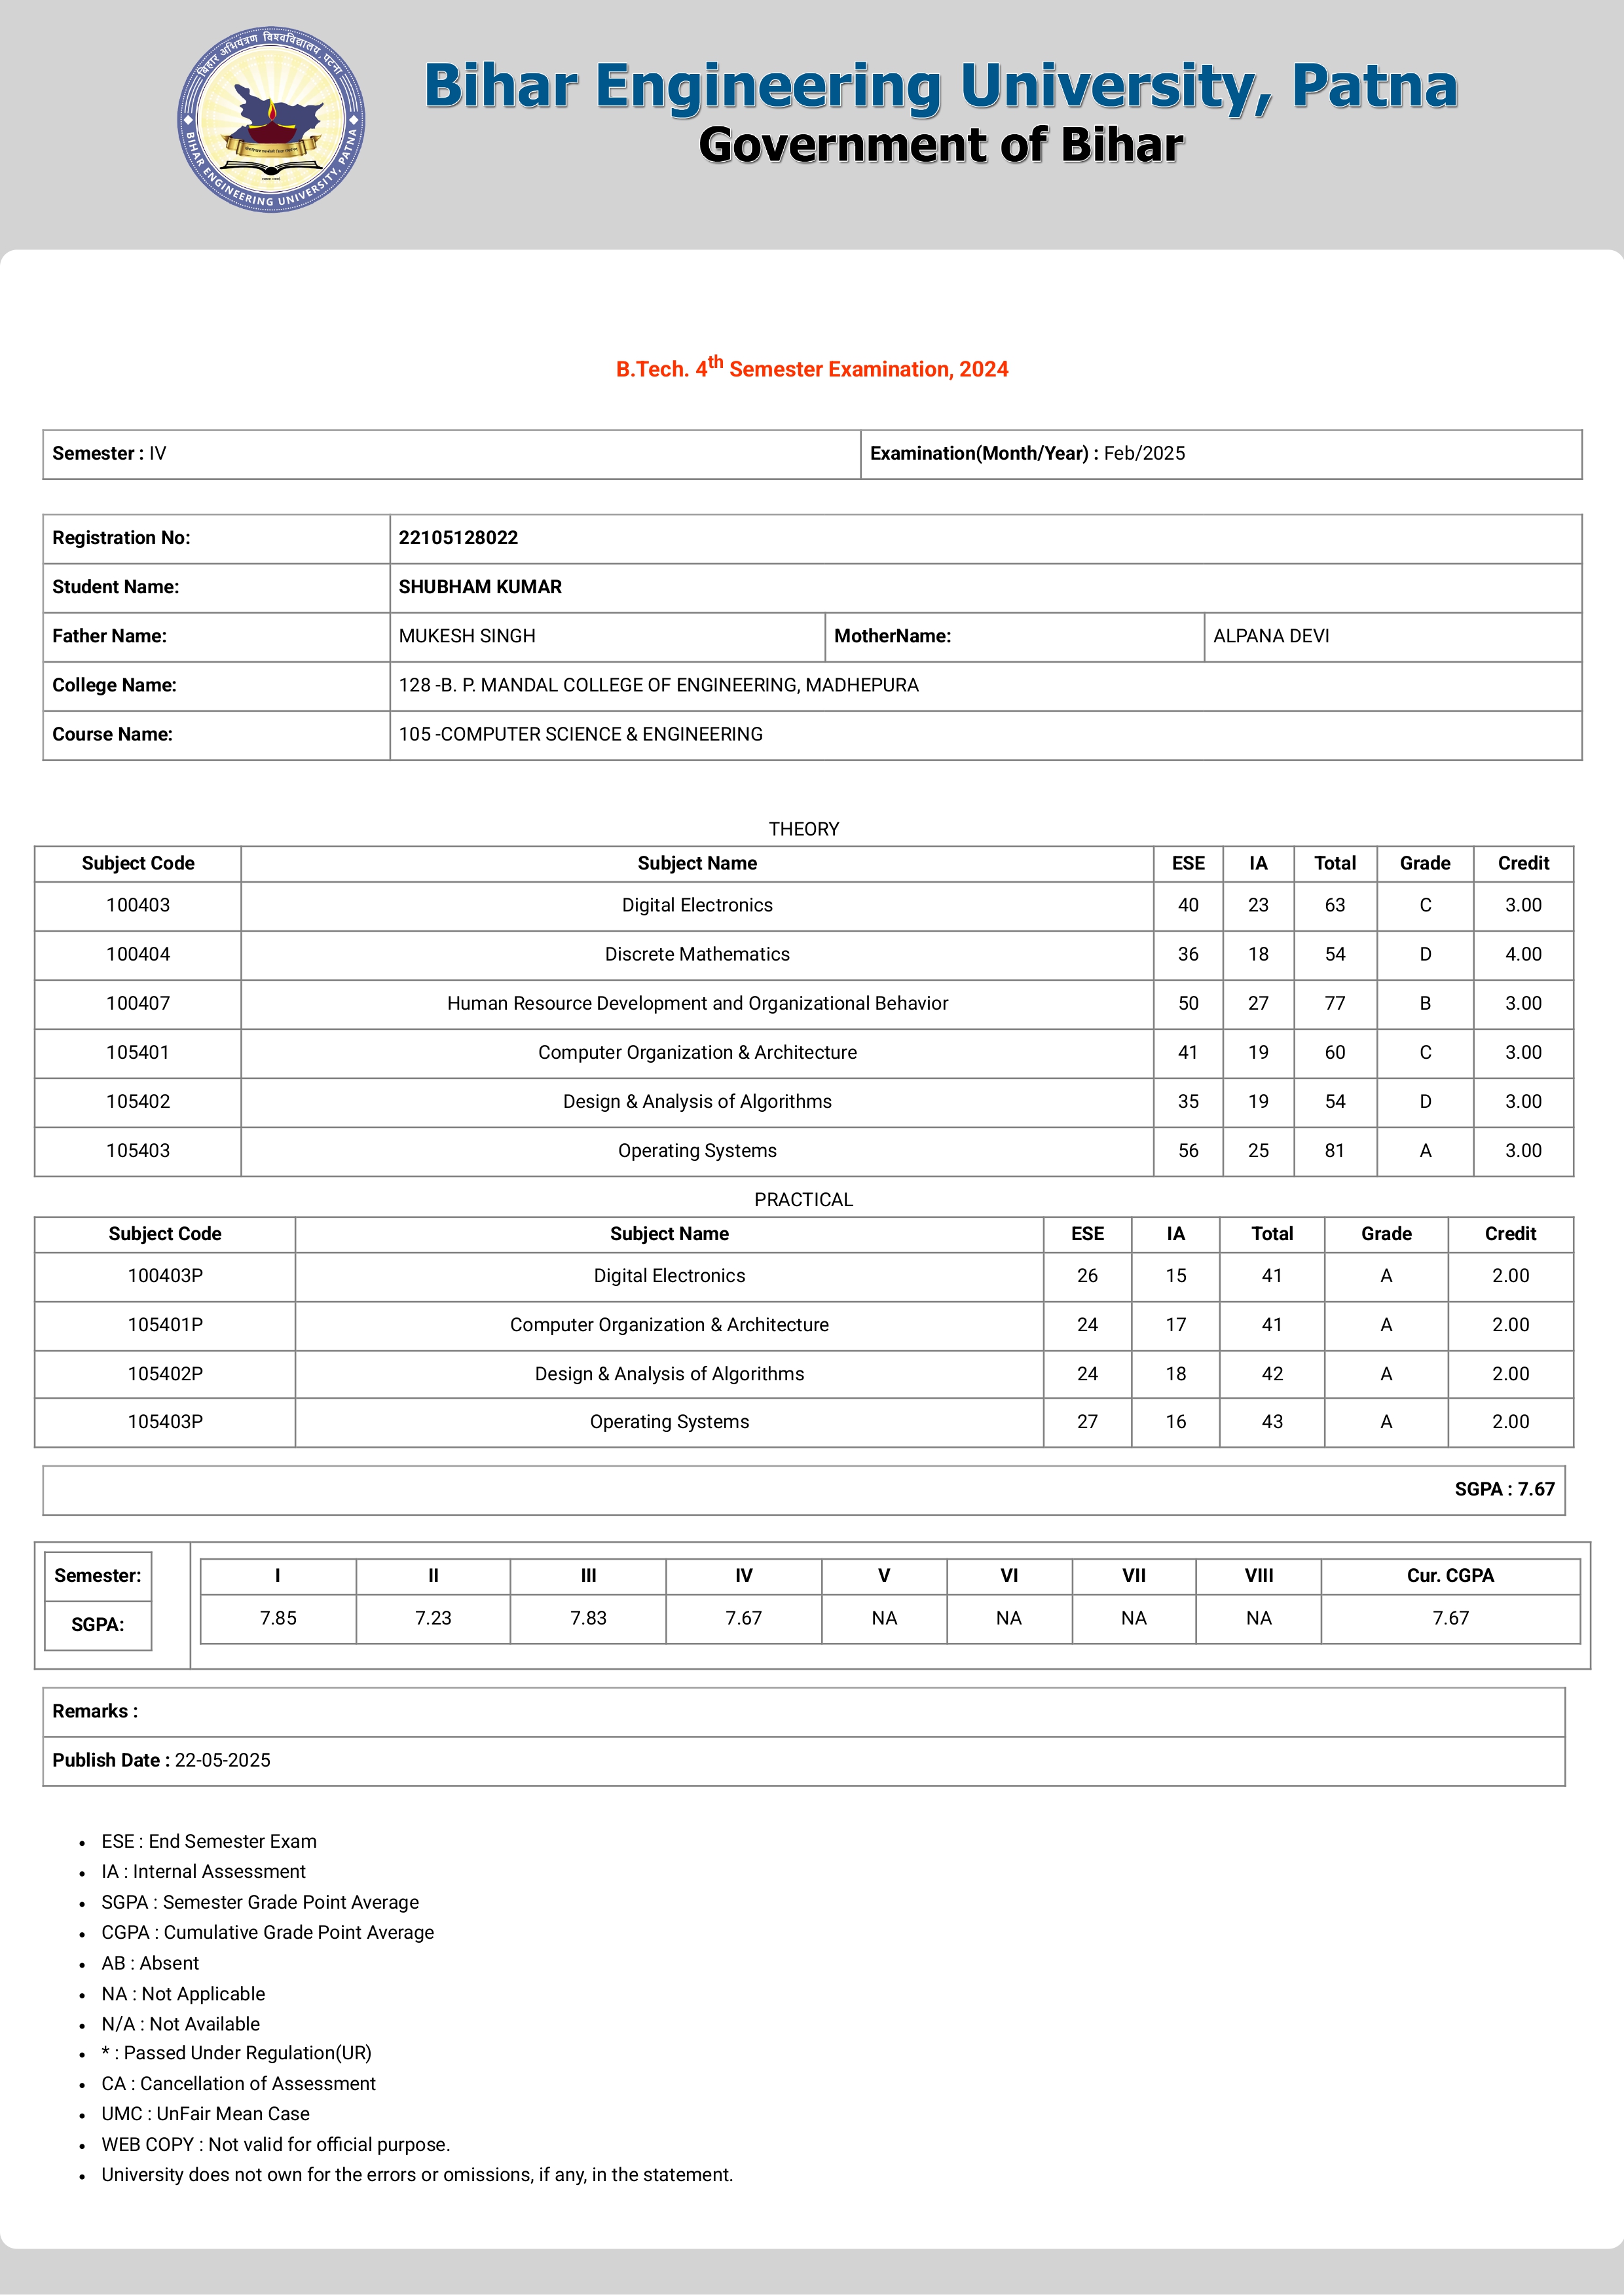 बिहार अभियंत्रण विश्वविद्यालय, पटना
BIHAR ENGINEERING UNIVERSITY, PATNA
Bihar Engineering University, Patna
Government of Bihar
B.Tech. 4th Semester Examination, 2024
Semester : IV Examination(Month/Year) : Feb/2025
Registration No: 22105128022
Student Name: SHUBHAM KUMAR
Father Name: MUKESH SINGH MotherName: ALPANA DEVI
College Name: 128 -B. P. MANDAL COLLEGE OF ENGINEERING, MADHEPURA
Course Name: 105 -COMPUTER SCIENCE & ENGINEERING
THEORY
Subject Code Subject Name ESE IA Total Grade Credit
100403 Digital Electronics 40 23 63 C 3.00
100404 Discrete Mathematics 36 18 54 D 4.00
100407 Human Resource Development and Organizational Behavior 50 27 77 B 3.00
105401 Computer Organization & Architecture 41 19 60 C 3.00
105402 Design & Analysis of Algorithms 35 19 54 D 3.00
105403 Operating Systems 56 25 81 A 3.00
PRACTICAL
Subject Code Subject Name ESE IA Total Grade Credit
100403P Digital Electronics 26 15 41 A 2.00
105401P Computer Organization & Architecture 24 17 41 A 2.00
105402P Design & Analysis of Algorithms 24 18 42 A 2.00
105403P Operating Systems 27 16 43 A 2.00
SGPA : 7.67
Semester: I II III IV V VI VII VIII Cur. CGPA
SGPA: 7.85 7.23 7.83 7.67 NA NA NA NA 7.67
Remarks :
Publish Date : 22-05-2025
• ESE : End Semester Exam
• IA : Internal Assessment
• SGPA : Semester Grade Point Average
• CGPA : Cumulative Grade Point Average
• AB : Absent
• NA : Not Applicable
• N/A : Not Available
• * : Passed Under Regulation(UR)
• CA : Cancellation of Assessment
• UMC : UnFair Mean Case
• WEB COPY : Not valid for official purpose.
• University does not own for the errors or omissions, if any, in the statement.